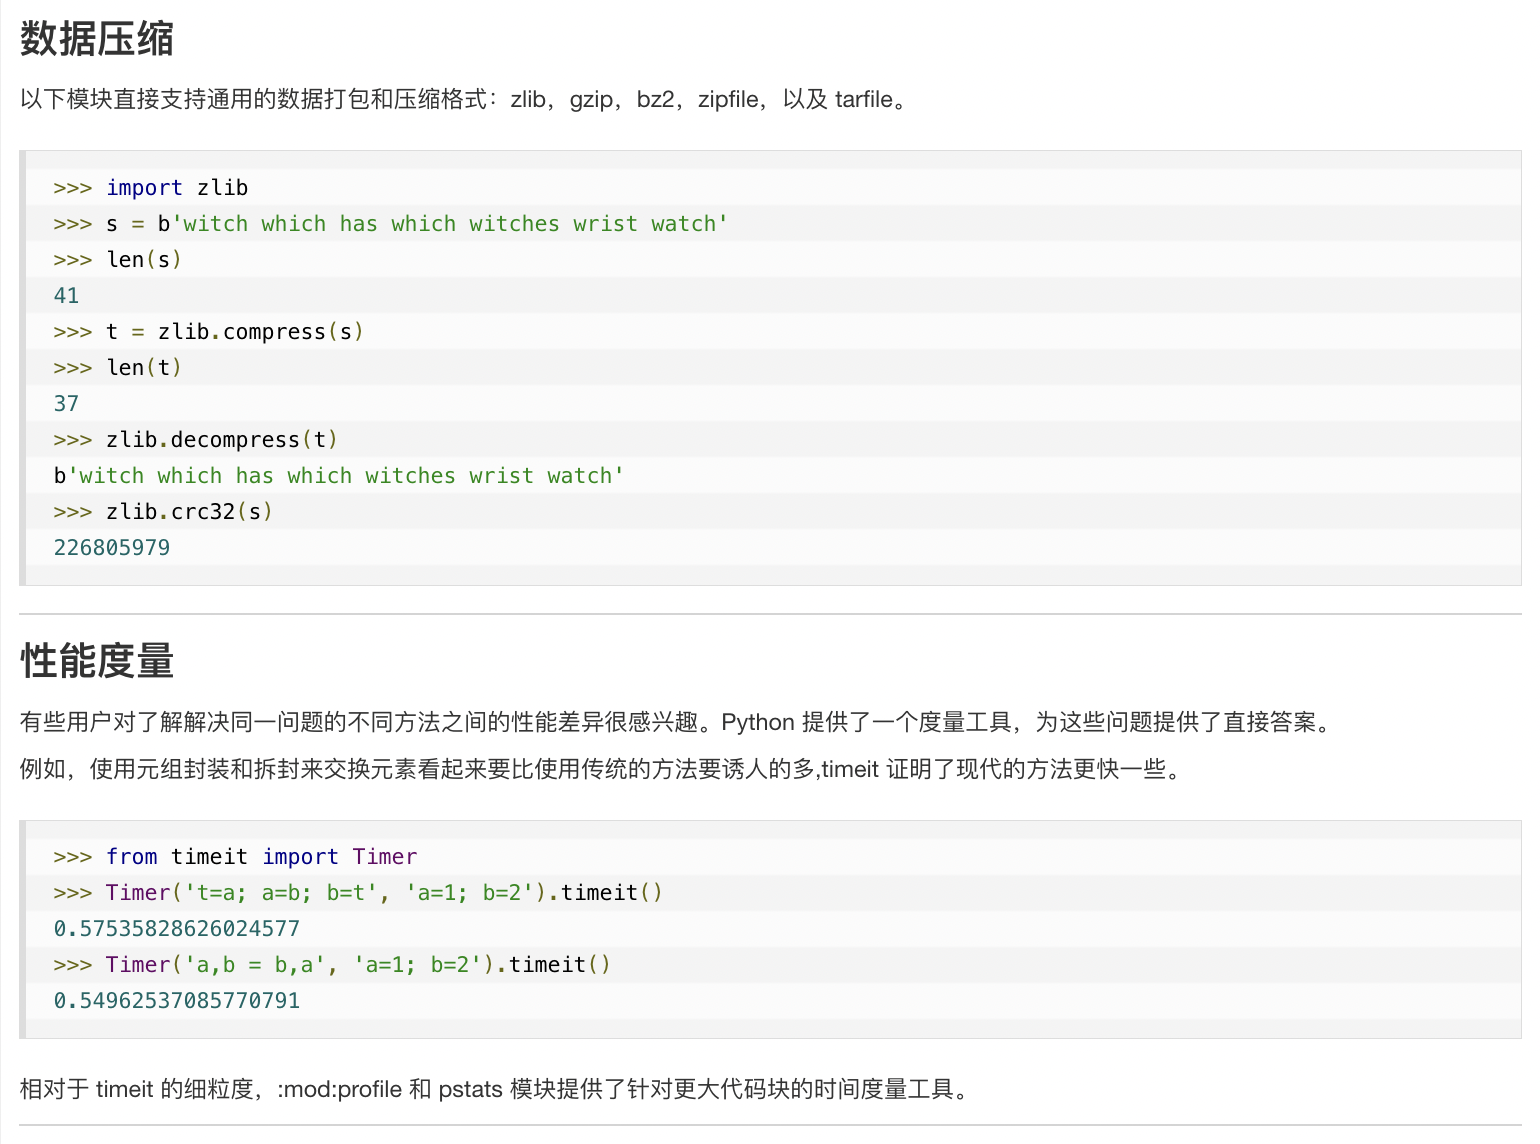 数据压缩
以下模块直接支持通用的数据打包和压缩格式：zlib，gzip，bz2，zipfile，以及 tarfile。
>>> import zlib
>>> s = b'witch which has which witches wrist watch'
>>> len(s)
41
>>> t = zlib.compress(s)
>>> len(t)
37
>>> zlib.decompress(t)
b'witch which has which witches wrist watch'
>>> zlib.crc32(s)
226805979
性能度量
有些用户对了解解决同一问题的不同方法之间的性能差异很感兴趣。Python 提供了一个度量工具，为这些问题提供了直接答案。
例如，使用元组封装和拆封来交换元素看起来要比使用传统的方法要诱人的多,timeit 证明了现代的方法更快一些。
>>> from timeit import Timer
>>> Timer('t=a; a=b; b=t', 'a=1; b=2').timeit()
0.57535828626024577
>>> Timer('a,b = b,a', 'a=1; b=2').timeit()
0.54962537085770791
相对于 timeit 的细粒度，:mod:profile 和 pstats 模块提供了针对更大代码块的时间度量工具。